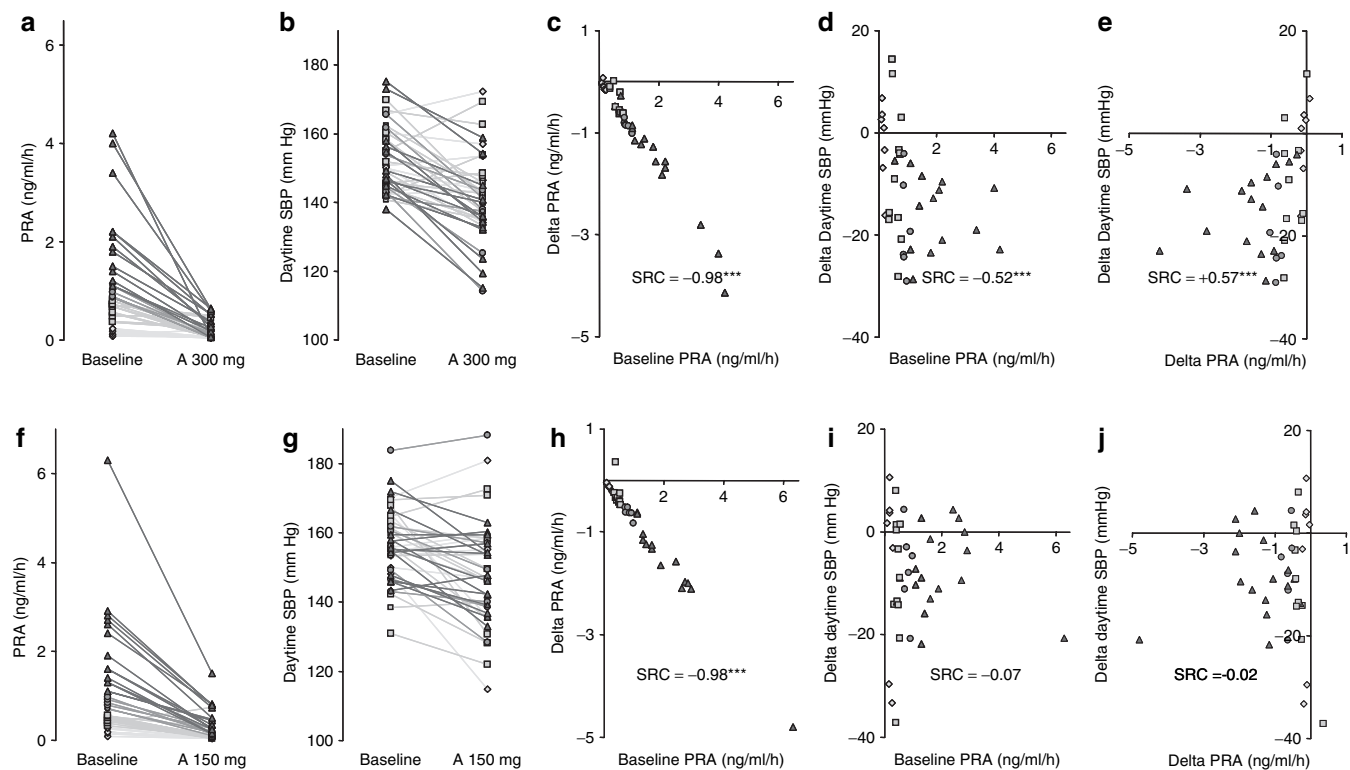 a
6
4
2
0
PRA (ng/ml/h)
Baseline
A 300 mg
b
180
160
140
120
100
Daytime SBP (mm Hg)
Baseline
A 300 mg
c
1
2
4
6
−1
−3
−5
Delta PRA (ng/ml/h)
SRC = −0.98***
Baseline PRA (ng/ml/h)
d
20
0
2
4
6
−20
−40
Delta Daytime SBP (mmHg)
SRC = −0.52***
Baseline PRA (ng/ml/h)
e
20
−5
−3
−1
1
−20
−40
Delta Daytime SBP (mmHg)
SRC = +0.57***
Delta PRA (ng/ml/h)
f
6
4
2
0
PRA (ng/ml/h)
Baseline
A 150 mg
g
180
160
140
120
100
Daytime SBP (mm Hg)
Baseline
A 150 mg
h
1
2
4
6
−1
−3
−5
Delta PRA (ng/ml/h)
SRC = −0.98***
Baseline PRA (ng/ml/h)
i
20
0
2
4
6
−20
−40
Delta daytime SBP (mmHg)
SRC = −0.07
Baseline PRA (ng/ml/h)
j
20
−5
−3
−1
1
−20
−40
Delta daytime SBP (mmHg)
SRC =-0.02
Delta PRA (ng/ml/h)